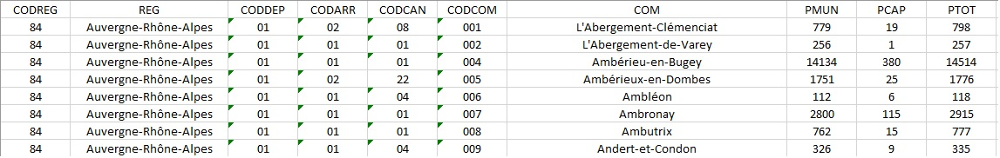 CODREG REG CODDEP CODARR CODCAN CODCOM COM PMUN PCAP PTOT
84 Auvergne-Rhône-Alpes 01 02 08 001 L'Abergement-Clémenciat 779 19 798
84 Auvergne-Rhône-Alpes 01 01 01 002 L'Abergement-de-Varey 256 1 257
84 Auvergne-Rhône-Alpes 01 01 01 004 Ambérieu-en-Bugey 14134 380 14514
84 Auvergne-Rhône-Alpes 01 02 22 005 Ambérieux-en-Dombes 1751 25 1776
84 Auvergne-Rhône-Alpes 01 01 04 006 Ambléon 112 6 118
84 Auvergne-Rhône-Alpes 01 01 01 007 Ambronay 2800 115 2915
84 Auvergne-Rhône-Alpes 01 01 01 008 Ambutrix 762 15 777
84 Auvergne-Rhône-Alpes 01 01 04 009 Andert-et-Condon 326 9 335